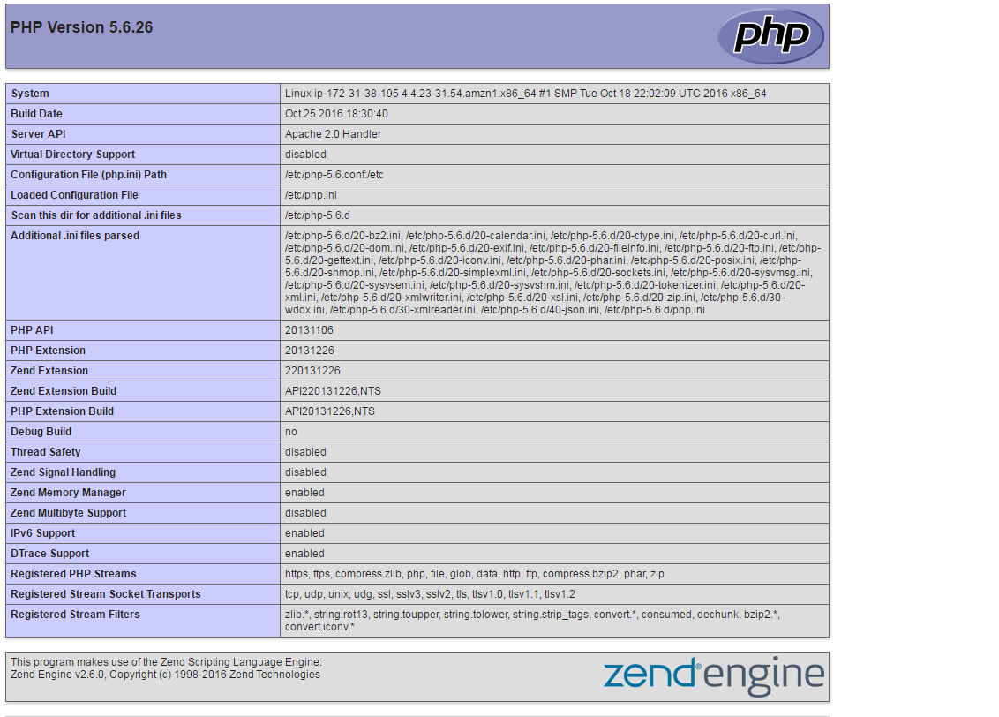 PHP Version 5.6.26
php
System Linux ip-172-31-38-195 4.4.23-31.54.amzn1.x86_64 #1 SMP Tue Oct 18 22:02:09 UTC 2016 x86_64
Build Date Oct 25 2016 18:30:40
Server API Apache 2.0 Handler
Virtual Directory Support disabled
Configuration File (php.ini) Path /etc/php-5.6.conf:/etc
Loaded Configuration File /etc/php.ini
Scan this dir for additional .ini files /etc/php-5.6.d
Additional .ini files parsed /etc/php-5.6.d/20-bz2.ini, /etc/php-5.6.d/20-calendar.ini, /etc/php-5.6.d/20-ctype.ini, /etc/php-5.6.d/20-curl.ini,
/etc/php-5.6.d/20-dom.ini, /etc/php-5.6.d/20-exif.ini, /etc/php-5.6.d/20-fileinfo.ini, /etc/php-5.6.d/20-ftp.ini, /etc/php-
5.6.d/20-gettext.ini, /etc/php-5.6.d/20-iconv.ini, /etc/php-5.6.d/20-phar.ini, /etc/php-5.6.d/20-posix.ini, /etc/php-
5.6.d/20-shmop.ini, /etc/php-5.6.d/20-simplexml.ini, /etc/php-5.6.d/20-sockets.ini, /etc/php-5.6.d/20-sysvmsg.ini,
/etc/php-5.6.d/20-sysvsem.ini, /etc/php-5.6.d/20-sysvshm.ini, /etc/php-5.6.d/20-tokenizer.ini, /etc/php-5.6.d/20-
xml.ini, /etc/php-5.6.d/20-xmlwriter.ini, /etc/php-5.6.d/20-xsl.ini, /etc/php-5.6.d/20-zip.ini, /etc/php-5.6.d/30-
wddx.ini, /etc/php-5.6.d/30-xmlreader.ini, /etc/php-5.6.d/40-json.ini, /etc/php-5.6.d/php.ini
PHP API 20131106
PHP Extension 20131226
Zend Extension 220131226
Zend Extension Build API220131226,NTS
PHP Extension Build API20131226,NTS
Debug Build no
Thread Safety disabled
Zend Signal Handling disabled
Zend Memory Manager enabled
Zend Multibyte Support disabled
IPv6 Support enabled
DTrace Support enabled
Registered PHP Streams https, ftps, compress.zlib, php, file, glob, data, http, ftp, compress.bzip2, phar, zip
Registered Stream Socket Transports tcp, udp, unix, udg, ssl, sslv3, sslv2, tls, tlsv1.0, tlsv1.1, tlsv1.2
Registered Stream Filters zlib.*, string.rot13, string.toupper, string.tolower, string.strip_tags, convert.*, consumed, dechunk, bzip2.*,
convert.iconv.*
This program makes use of the Zend Scripting Language Engine:
Zend Engine v2.6.0, Copyright (c) 1998-2016 Zend Technologies
zend® engine